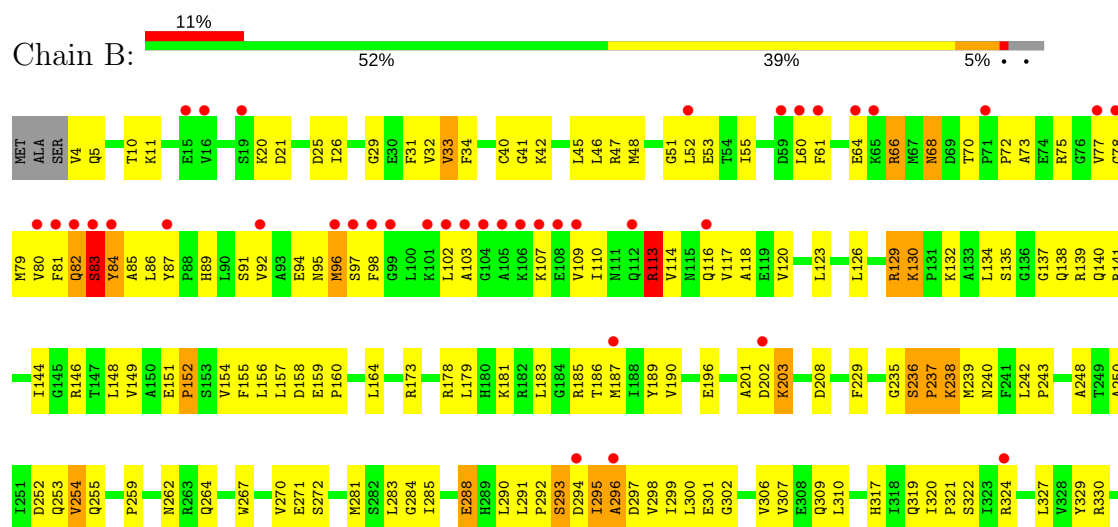 11%
Chain B:
52% 39% 5% • •
MET ALA SER V4 Q5 T10 K11 E15 V16 S19 K20 D21 D25 I26 G29 E30 F31 V32 V33 F34 C40 G41 K42 L45 L46 R47 M48 G51 L52 E53 T54 I55 D59 L60 F61 E64 K65 R66 M67 N68 D69 T70 P71 P72 A73 E74 R75 G76 V77
M79 V80 F81 Q82 S83 Y84 A85 L86 Y87 P88 H89 L90 S91 V92 A93 E94 N95 M96 S97 F98 G99 L100 K101 L102 A103 G104 A105 K106 K107 E108 V109 I110 N111 Q112 R113 V114 N115 Q116 V117 A118 E119 V120 L123 L126 R129 K130 P131 K132 A133 L134 S135 G136 G137 Q138 R139 Q140
I144 G145 R146 T147 L148 V149 A150 E151 P152 S153 V154 F155 L156 L157 D158 E159 P160 L164 R173 R178 L179 H180 K181 R182 L183 G184 R185 T186 M187 I188 Y189 V190 E196 A201 D202 K203 D208 F229 G235 S236 P237 K238 M239 N240 F241 L242 P243 A248 T249
I251 D252 Q253 V254 Q255 P259 N262 R263 Q264 W267 V270 E271 S272 M281 S282 L283 G284 I285 E288 H289 L290 L291 P292 S293 D294 I295 A296 D297 V298 I299 L300 E301 G302 V306 V307 E308 Q309 L310 H317 I318 Q319 I320 P321 S322 I323 R324 L327 V328 Y329 R330